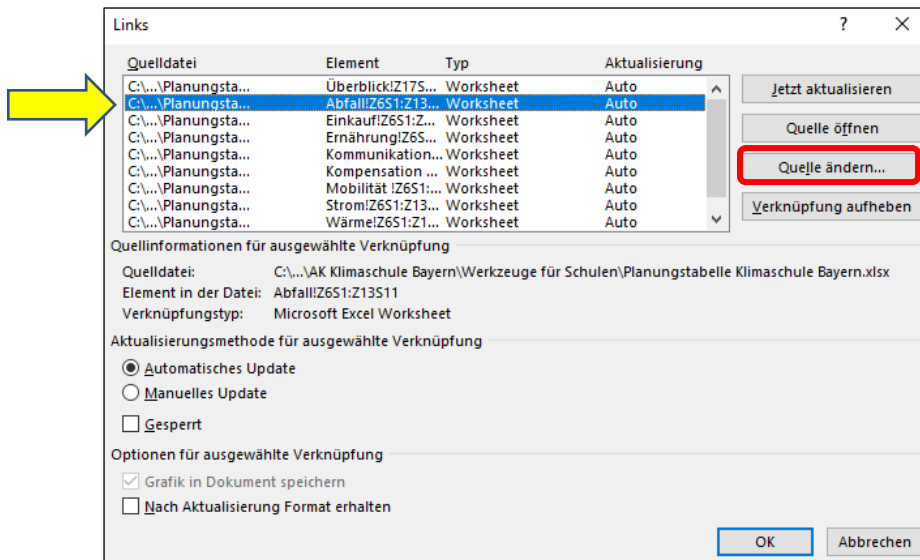 Links ? ×
Quelldatei Element Typ Aktualisierung
C:\...\Planungsta... Überblick!Z17S... Worksheet Auto
C:\...\Planungsta... Abfall!Z6S1:Z13... Worksheet Auto
C:\...\Planungsta... Einkauf!Z6S1:Z... Worksheet Auto
C:\...\Planungsta... Ernährung!Z6S... Worksheet Auto
C:\...\Planungsta... Kommunikation... Worksheet Auto
C:\...\Planungsta... Kompensation ... Worksheet Auto
C:\...\Planungsta... Mobilität !Z6S1:... Worksheet Auto
C:\...\Planungsta... Strom!Z6S1:Z13... Worksheet Auto
C:\...\Planungsta... Wärme!Z6S1:Z1... Worksheet Auto
Jetzt aktualisieren
Quelle öffnen
Quelle ändern...
Verknüpfung aufheben
Quellinformationen für ausgewählte Verknüpfung
Quelldatei: C:\...\AK Klimaschule Bayern\Werkzeuge für Schulen\Planungstabelle Klimaschule Bayern.xlsx
Element in der Datei: Abfall!Z6S1:Z13S11
Verknüpfungstyp: Microsoft Excel Worksheet
Aktualisierungsmethode für ausgewählte Verknüpfung
Automatisches Update
Manuelles Update
Gesperrt
Optionen für ausgewählte Verknüpfung
Grafik in Dokument speichern
Nach Aktualisierung Format erhalten
OK Abbrechen